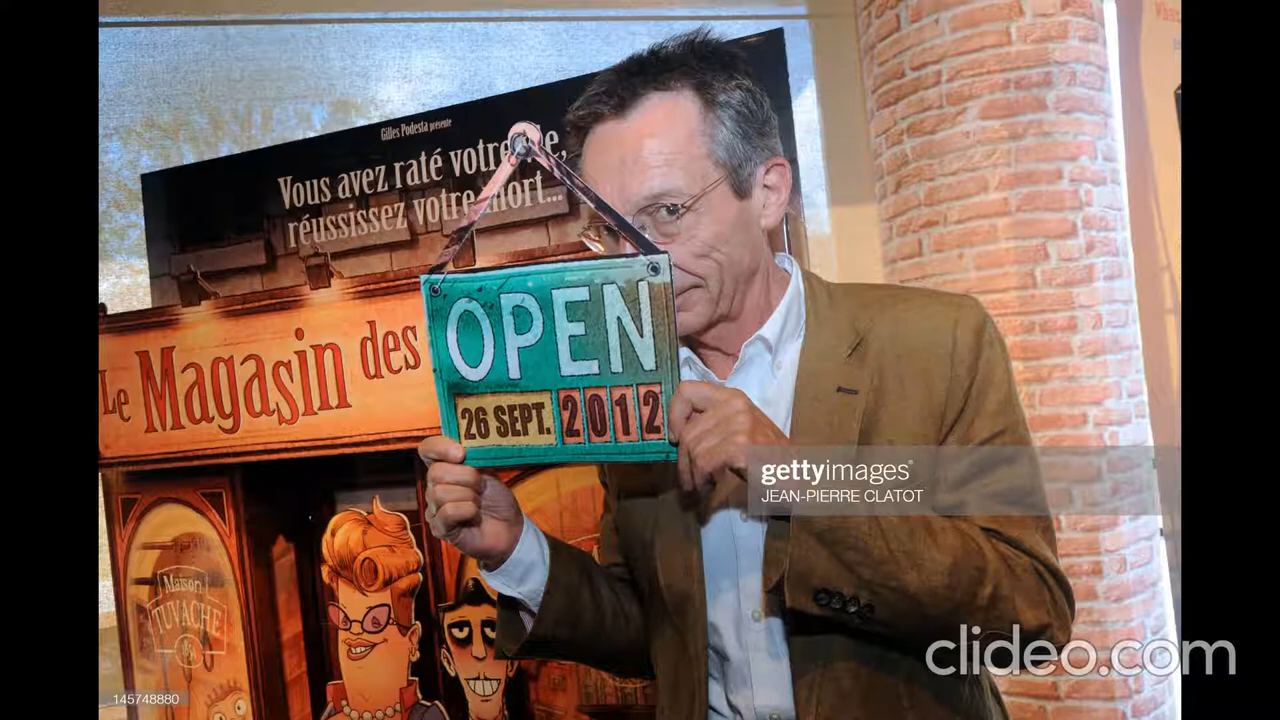 Gilles Podesta présente
Vous avez raté votre
réussissez votre mort...
Le Magasin des
OPEN
26 SEPT. 2012
Maison
TUVACHE
gettyimages®
JEAN-PIERRE CLATOT
145748880
clideo.com